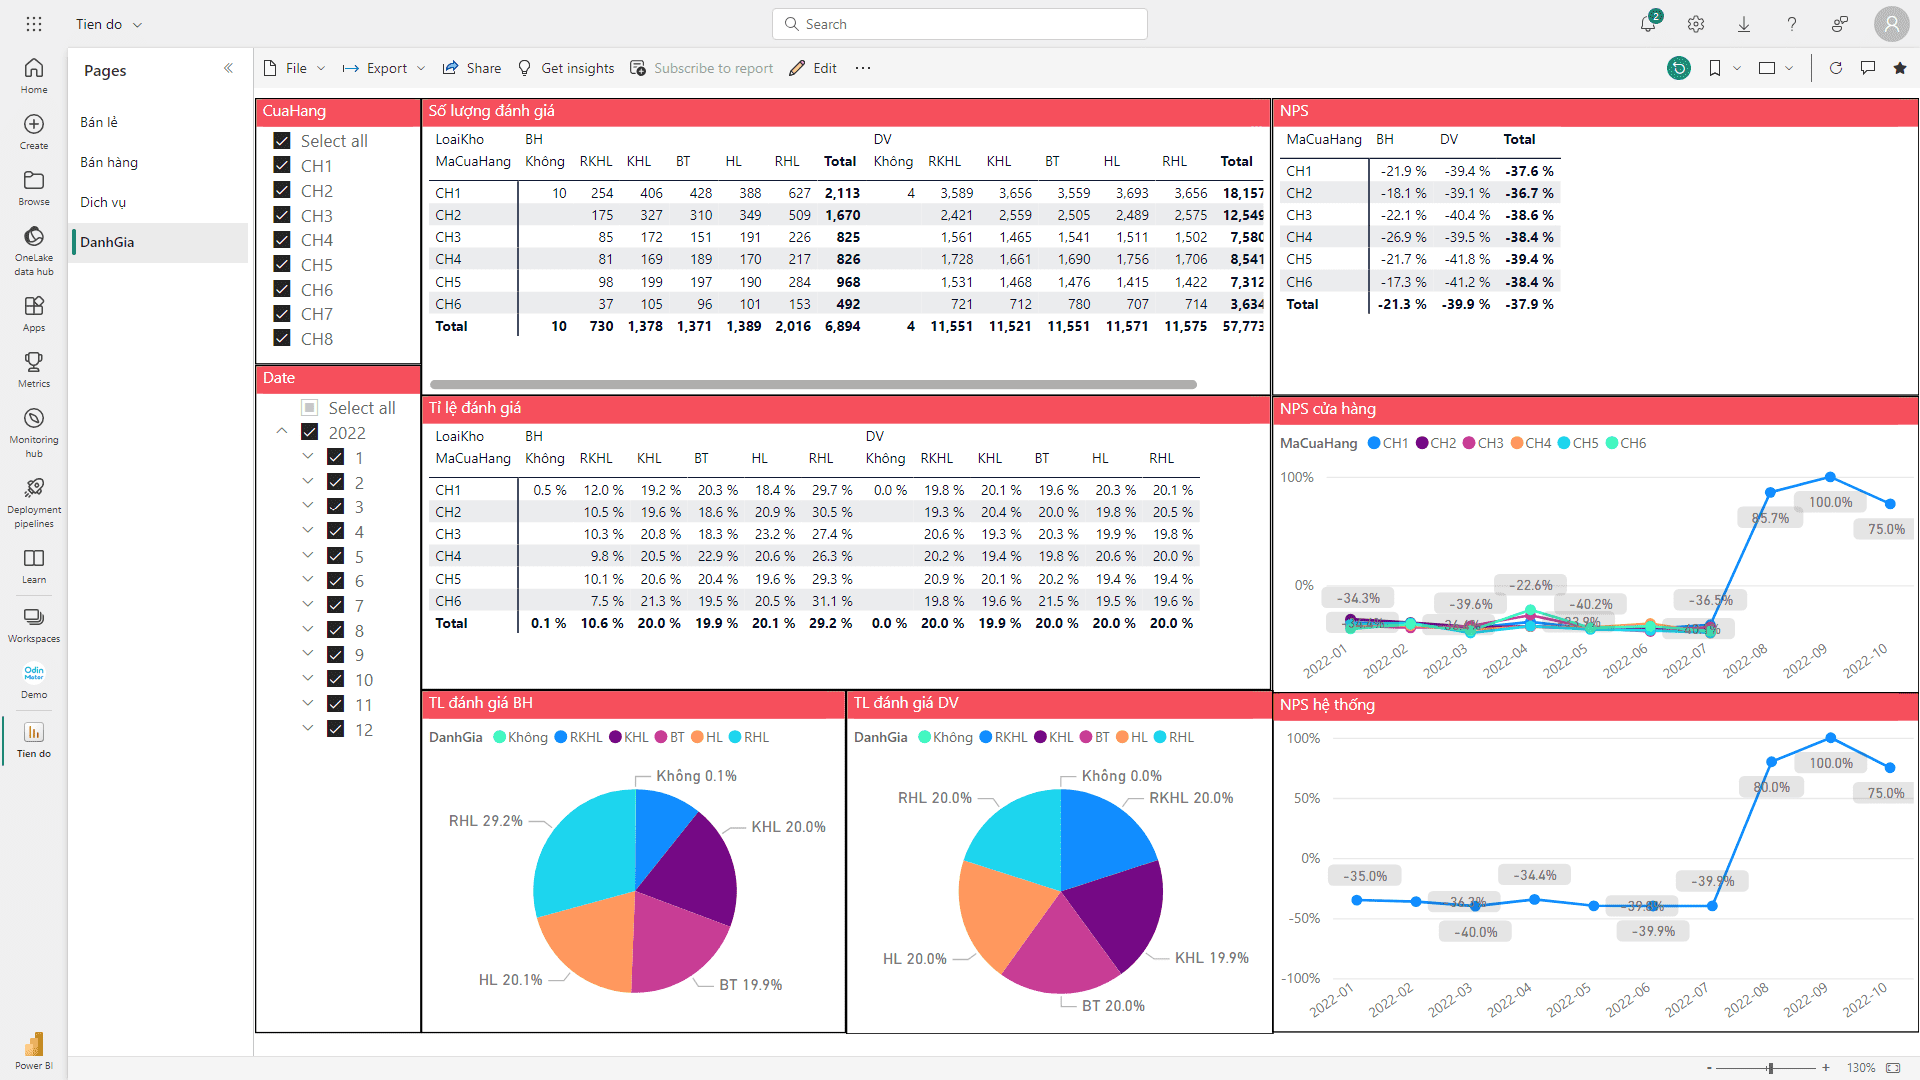 Tien do
Search
2
Home
Create
Browse
OneLake
data hub
Apps
Metrics
Monitoring
hub
Deployment
pipelines
Learn
Workspaces
Odin
Meter
Demo
Tien do
Power BI
Pages
Bán lẻ
Bán hàng
Dich vụ
DanhGia
File
Export
Share
Get insights
Subscribe to report
Edit
CuaHang
Select all
CH1
CH2
CH3
CH4
CH5
CH6
CH7
CH8
Date
Select all
2022
1
2
3
4
5
6
7
8
9
10
11
12
Số lượng đánh giá
LoaiKho BH DV
MaCuaHang Không RKHL KHL BT HL RHL Total Không RKHL KHL BT HL RHL Total
CH1 10 254 406 428 388 627 2,113 4 3,589 3,656 3,559 3,693 3,656 18,157
CH2 175 327 310 349 509 1,670 2,421 2,559 2,505 2,489 2,575 12,549
CH3 85 172 151 191 226 825 1,561 1,465 1,541 1,511 1,502 7,580
CH4 81 169 189 170 217 826 1,728 1,661 1,690 1,756 1,706 8,541
CH5 98 199 197 190 284 968 1,531 1,468 1,476 1,415 1,422 7,312
CH6 37 105 96 101 153 492 721 712 780 707 714 3,634
Total 10 730 1,378 1,371 1,389 2,016 6,894 4 11,551 11,521 11,551 11,571 11,575 57,773
Tỉ lệ đánh giá
LoaiKho BH DV
MaCuaHang Không RKHL KHL BT HL RHL Không RKHL KHL BT HL RHL
CH1 0.5 % 12.0 % 19.2 % 20.3 % 18.4 % 29.7 % 0.0 % 19.8 % 20.1 % 19.6 % 20.3 % 20.1 %
CH2 10.5 % 19.6 % 18.6 % 20.9 % 30.5 % 19.3 % 20.4 % 20.0 % 19.8 % 20.5 %
CH3 10.3 % 20.8 % 18.3 % 23.2 % 27.4 % 20.6 % 19.3 % 20.3 % 19.9 % 19.8 %
CH4 9.8 % 20.5 % 22.9 % 20.6 % 26.3 % 20.2 % 19.4 % 19.8 % 20.6 % 20.0 %
CH5 10.1 % 20.6 % 20.4 % 19.6 % 29.3 % 20.9 % 20.1 % 20.2 % 19.4 % 19.4 %
CH6 7.5 % 21.3 % 19.5 % 20.5 % 31.1 % 19.8 % 19.6 % 21.5 % 19.5 % 19.6 %
Total 0.1 % 10.6 % 20.0 % 19.9 % 20.1 % 29.2 % 0.0 % 20.0 % 19.9 % 20.0 % 20.0 % 20.0 %
TL đánh giá BH
DanhGia Không RKHL KHL BT HL RHL
Không 0.1%
RHL 29.2%
KHL 20.0%
HL 20.1%
BT 19.9%
TL đánh giá DV
DanhGia Không RKHL KHL BT HL RHL
Không 0.0%
RHL 20.0%
RKHL 20.0%
HL 20.0%
KHL 19.9%
BT 20.0%
NPS
MaCuaHang BH DV Total
CH1 -21.9 % -39.4 % -37.6 %
CH2 -18.1 % -39.1 % -36.7 %
CH3 -22.1 % -40.4 % -38.6 %
CH4 -26.9 % -39.5 % -38.4 %
CH5 -21.7 % -41.8 % -39.4 %
CH6 -17.3 % -41.2 % -38.4 %
Total -21.3 % -39.9 % -37.9 %
NPS cửa hàng
MaCuaHang CH1 CH2 CH3 CH4 CH5 CH6
100%
0%
-34.3%
-39.6%
-22.6%
-40.2%
-36.5%
85.7%
100.0%
75.0%
2022-01 2022-02 2022-03 2022-04 2022-05 2022-06 2022-07 2022-08 2022-09 2022-10
NPS hệ thống
100%
50%
0%
-50%
-100%
-35.0%
-36.3%
-40.0%
-34.4%
-39.9%
-39.9%
80.0%
100.0%
75.0%
2022-01 2022-02 2022-03 2022-04 2022-05 2022-06 2022-07 2022-08 2022-09 2022-10
- + 130%